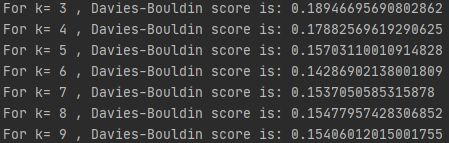 For k= 3 , Davies-Bouldin score is: 0.18946695690802862
For k= 4 , Davies-Bouldin score is: 0.17882569619290625
For k= 5 , Davies-Bouldin score is: 0.15703110010914828
For k= 6 , Davies-Bouldin score is: 0.14286902138001809
For k= 7 , Davies-Bouldin score is: 0.1537050585315878
For k= 8 , Davies-Bouldin score is: 0.15477957428306852
For k= 9 , Davies-Bouldin score is: 0.15406012015001755